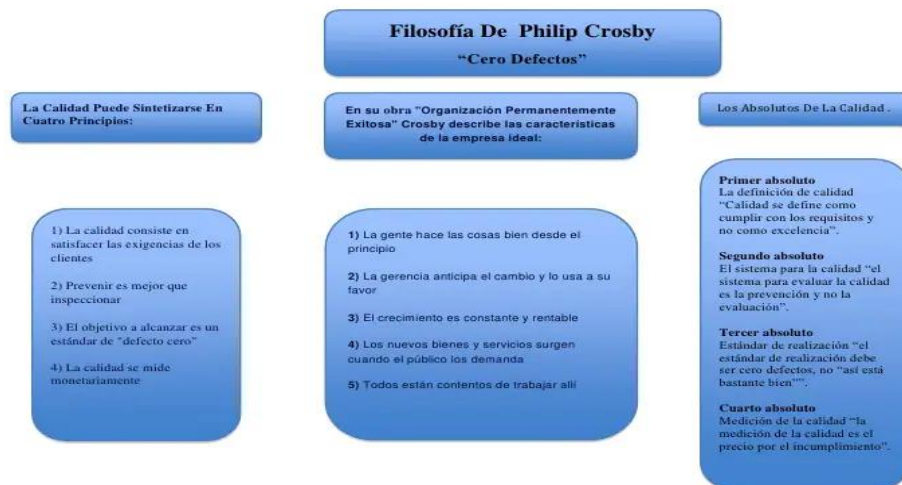 Filosofía De Philip Crosby
“Cero Defectos”
La Calidad Puede Sintetizarse En
Cuatro Principios:
1) La calidad consiste en
satisfacer las exigencias de los
clientes
2) Prevenir es mejor que
inspeccionar
3) El objetivo a alcanzar es un
estándar de "defecto cero”
4) La calidad se mide
monetariamente
En su obra "Organización Permanentemente
Exitosa" Crosby describe las características
de la empresa ideal:
1) La gente hace las cosas bien desde el
principio
2) La gerencia anticipa el cambio y lo usa a su
favor
3) El crecimiento es constante y rentable
4) Los nuevos bienes y servicios surgen
cuando el público los demanda
5) Todos están contentos de trabajar allí
Los Absolutos De La Calidad .
Primer absoluto
La definición de calidad
“Calidad se define como
cumplir con los requisitos y
no como excelencia”.
Segundo absoluto
El sistema para la calidad “el
sistema para evaluar la calidad
es la prevención y no la
evaluación”.
Tercer absoluto
Estándar de realización “el
estándar de realización debe
ser cero defectos, no “así está
bastante bien””.
Cuarto absoluto
Medición de la calidad “la
medición de la calidad es el
precio por el incumplimiento”.